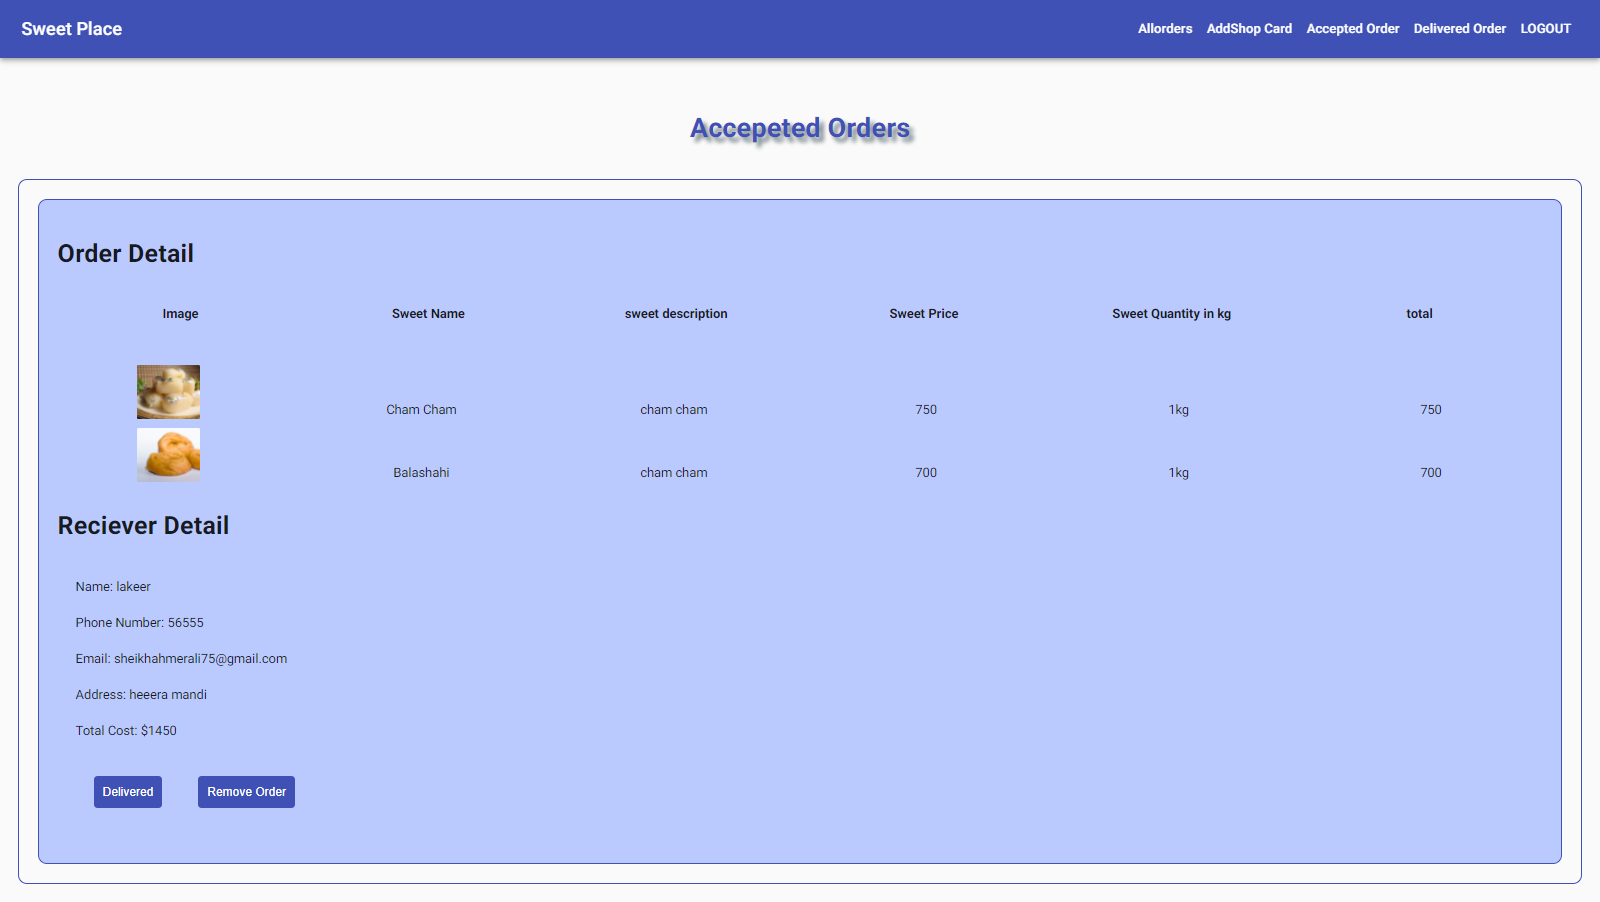 Sweet Place Allorders AddShop Card Accepted Order Delivered Order LOGOUT
Accepeted Orders
Order Detail
Image Sweet Name sweet description Sweet Price Sweet Quantity in kg total
Cham Cham cham cham 750 1kg 750
Balashahi cham cham 700 1kg 700
Reciever Detail
Name: lakeer
Phone Number: 56555
Email: sheikhahmerali75@gmail.com
Address: heeera mandi
Total Cost: $1450
Delivered Remove Order